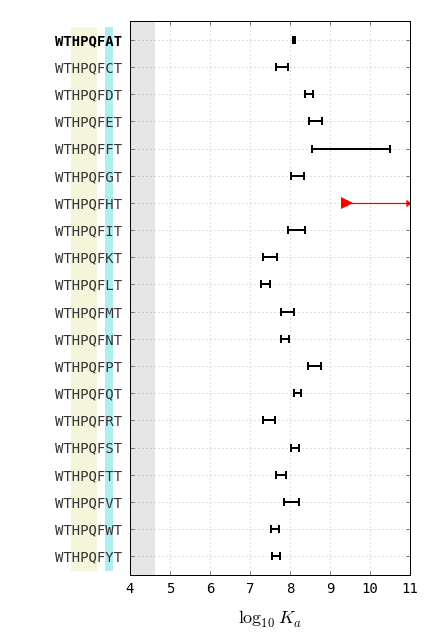 WTHPQFAT
WTHPQFCT
WTHPQFDT
WTHPQFET
WTHPQFFT
WTHPQFGT
WTHPQFHT
WTHPQFIT
WTHPQFKT
WTHPQFLT
WTHPQFMT
WTHPQFNT
WTHPQFPT
WTHPQFQT
WTHPQFRT
WTHPQFST
WTHPQFTT
WTHPQFVT
WTHPQFWT
WTHPQFYT
4 5 6 7 8 9 10 11
log₁₀ Kₐ